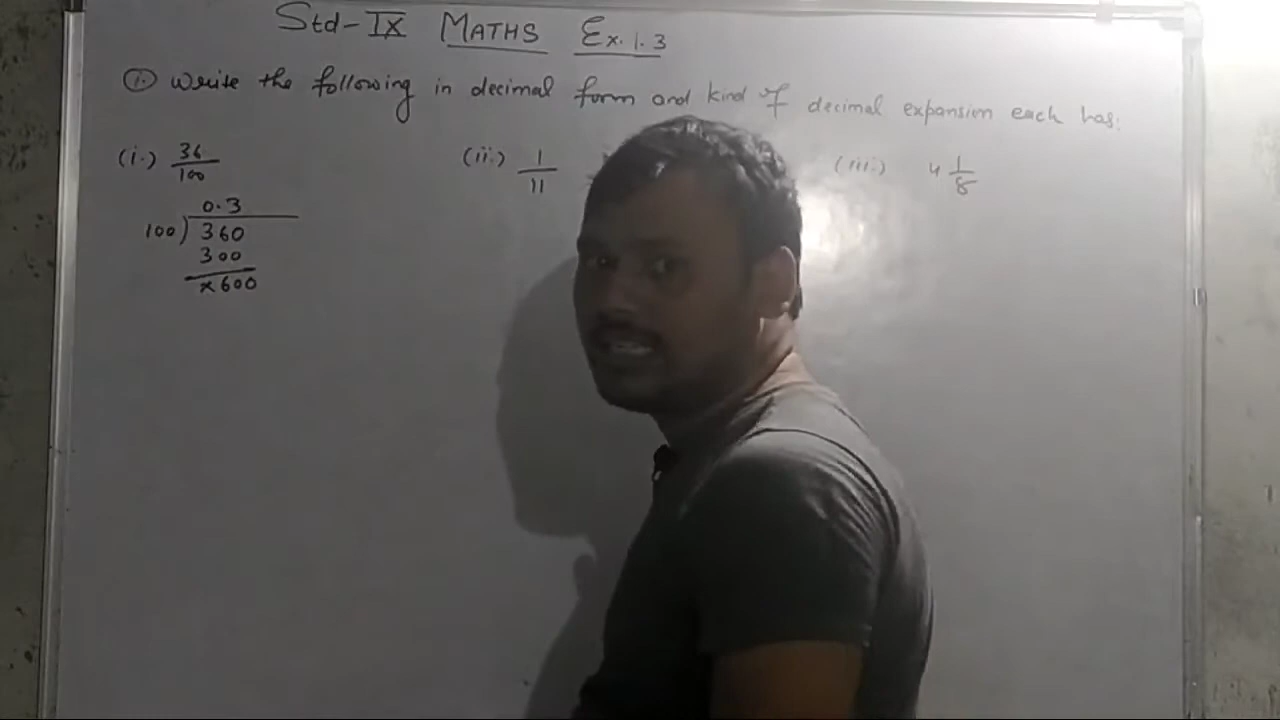 Std-IX MATHS Ex.1.3
① Write the following in decimal form and kind of decimal expansion each has:
(i.) 36/100 (ii.) 1/11 (iii.) 4 1/8
0.3
100) 360
300
×600